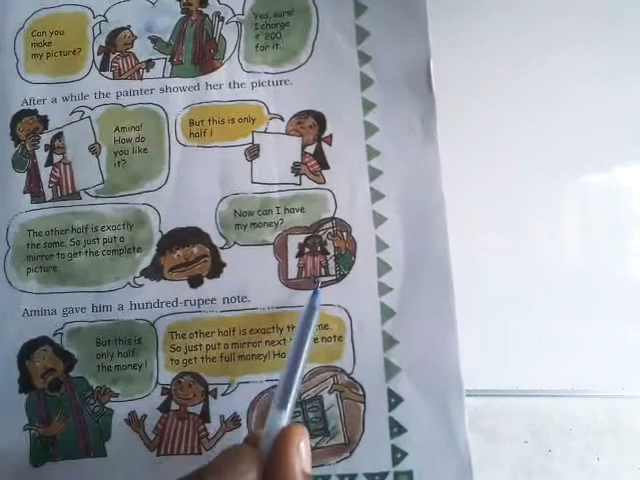 Can you
make
my picture?
Yes, sure!
I charge
₹ 200
for it.
After a while the painter showed her the picture.
Amina!
How do
you like
it?
But this is only
half !
The other half is exactly
the same. So just put a
mirror to get the complete
picture.
Now can I have
my money?
Amina gave him a hundred-rupee note.
But this is
only half
the money!
The other half is exactly
So just put a mirror next note
to get the full money!